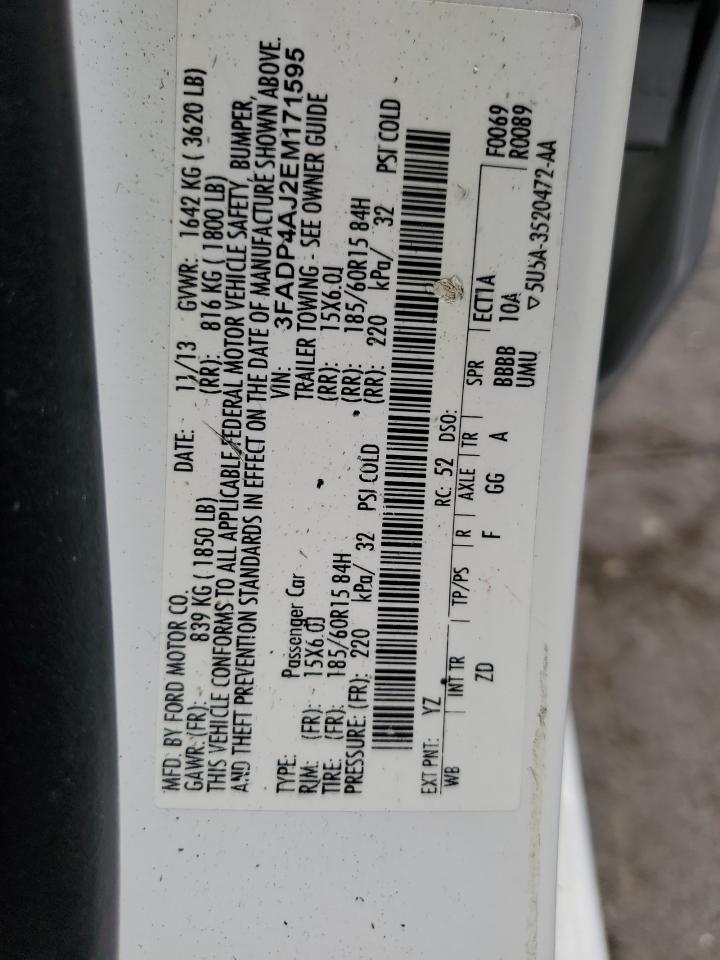 MFD. BY FORD MOTOR CO.
DATE: 11/13 GVWR: 1642 KG ( 3620 LB)
GAWR: (FR): 839 KG ( 1850 LB) (RR): 816 KG ( 1800 LB)
THIS VEHICLE CONFORMS TO ALL APPLICABLE FEDERAL MOTOR VEHICLE SAFETY, BUMPER,
AND THEFT PREVENTION STANDARDS IN EFFECT ON THE DATE OF MANUFACTURE SHOWN ABOVE.
VIN: 3FADP4AJ2EM171595
TYPE: Passenger Car TRAILER TOWING - SEE OWNER GUIDE
RIM: (FR): 15X6.0J (RR): 15X6.0J
TIRE: (FR): 185/60R15 84H (RR): 185/60R15 84H
PRESSURE: (FR): 220 kPa/ 32 PSI COLD (RR): 220 kPa/ 32 PSI COLD
EXT PNT: YZ RC: 52 DSO: F0069
WB INT TR TP/PS R AXLE TR SPR ECT1A R0089
ZD F GG A BBBB 10A
UMU ▽ 5U5A-3520472-AA